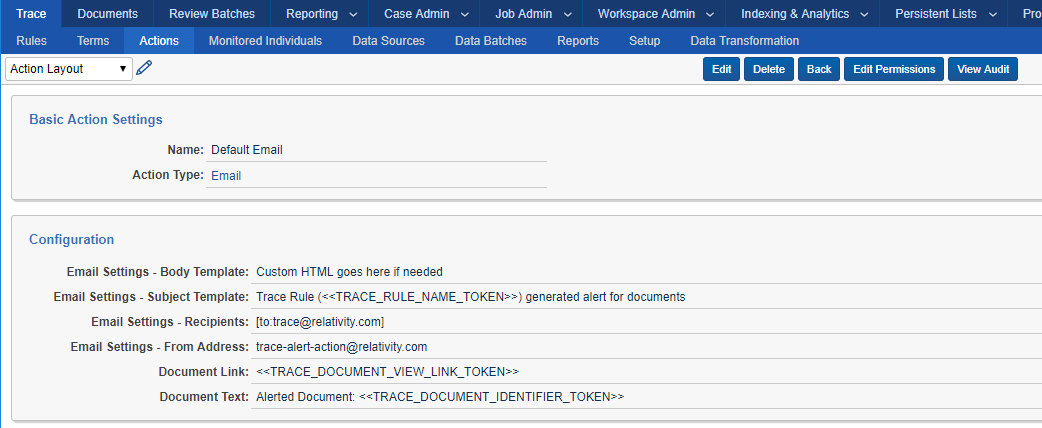 Trace Documents Review Batches Reporting Case Admin Job Admin Workspace Admin Indexing & Analytics Persistent Lists Pro
Rules Terms Actions Monitored Individuals Data Sources Data Batches Reports Setup Data Transformation
Action Layout Edit Delete Back Edit Permissions View Audit
Basic Action Settings
Name: Default Email
Action Type: Email
Configuration
Email Settings - Body Template: Custom HTML goes here if needed
Email Settings - Subject Template: Trace Rule (<<TRACE_RULE_NAME_TOKEN>>) generated alert for documents
Email Settings - Recipients: [to:trace@relativity.com]
Email Settings - From Address: trace-alert-action@relativity.com
Document Link: <<TRACE_DOCUMENT_VIEW_LINK_TOKEN>>
Document Text: Alerted Document: <<TRACE_DOCUMENT_IDENTIFIER_TOKEN>>